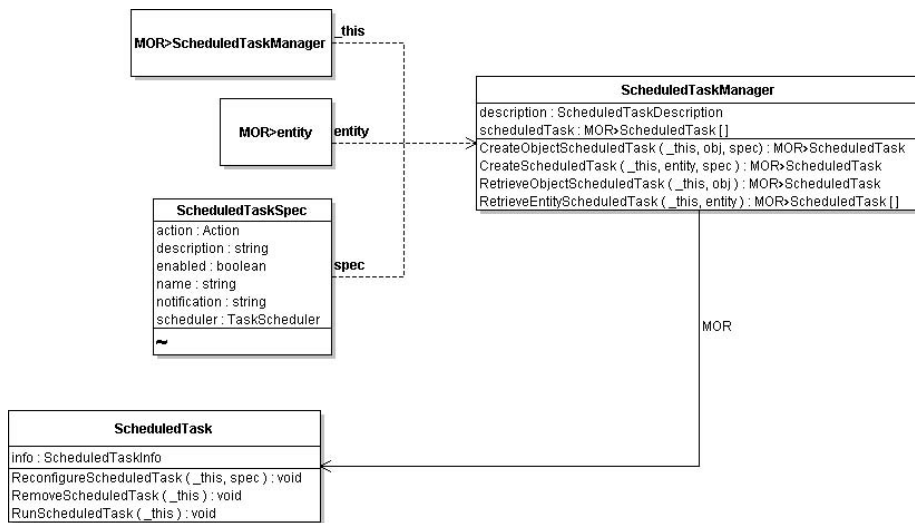 MOR>ScheduledTaskManager
_this
MOR>entity
entity
ScheduledTaskSpec
action : Action
description : string
enabled : boolean
name : string
notification : string
scheduler : TaskScheduler
~
spec
ScheduledTaskManager
description : ScheduledTaskDescription
scheduledTask : MOR>ScheduledTask [ ]
CreateObjectScheduledTask ( _this, obj, spec) : MOR>ScheduledTask
CreateScheduledTask ( _this, entity, spec ) : MOR>ScheduledTask
RetrieveObjectScheduledTask ( _this, obj ) : MOR>ScheduledTask
RetrieveEntityScheduledTask ( _this, entity ) : MOR>ScheduledTask [ ]
MOR
ScheduledTask
info : ScheduledTaskInfo
ReconfigureScheduledTask ( _this, spec ) : void
RemoveScheduledTask ( _this ) : void
RunScheduledTask ( _this ) : void